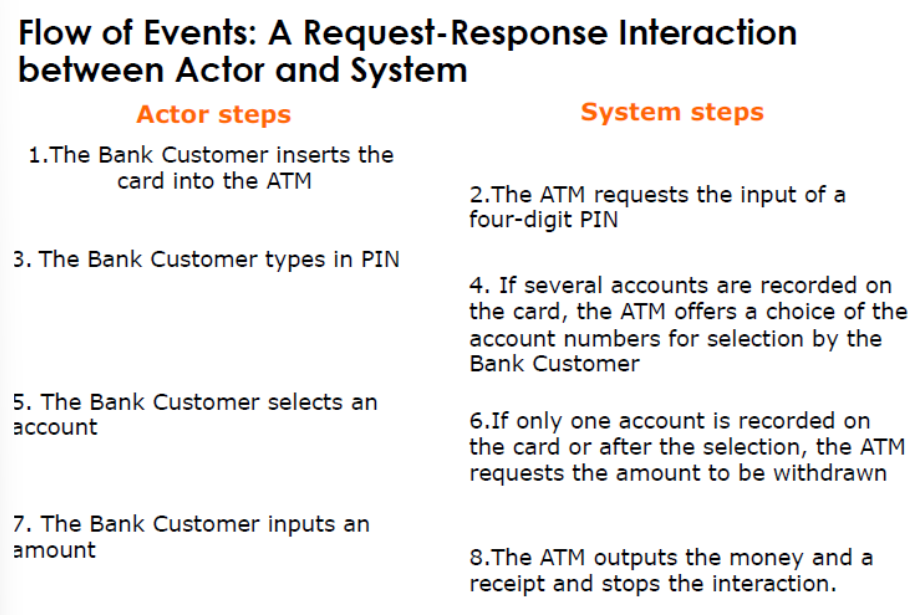 Flow of Events: A Request-Response Interaction
between Actor and System
Actor steps
System steps
1.The Bank Customer inserts the
card into the ATM
2.The ATM requests the input of a
four-digit PIN
3. The Bank Customer types in PIN
4. If several accounts are recorded on
the card, the ATM offers a choice of the
account numbers for selection by the
Bank Customer
5. The Bank Customer selects an
account
6.If only one account is recorded on
the card or after the selection, the ATM
requests the amount to be withdrawn
7. The Bank Customer inputs an
amount
8.The ATM outputs the money and a
receipt and stops the interaction.